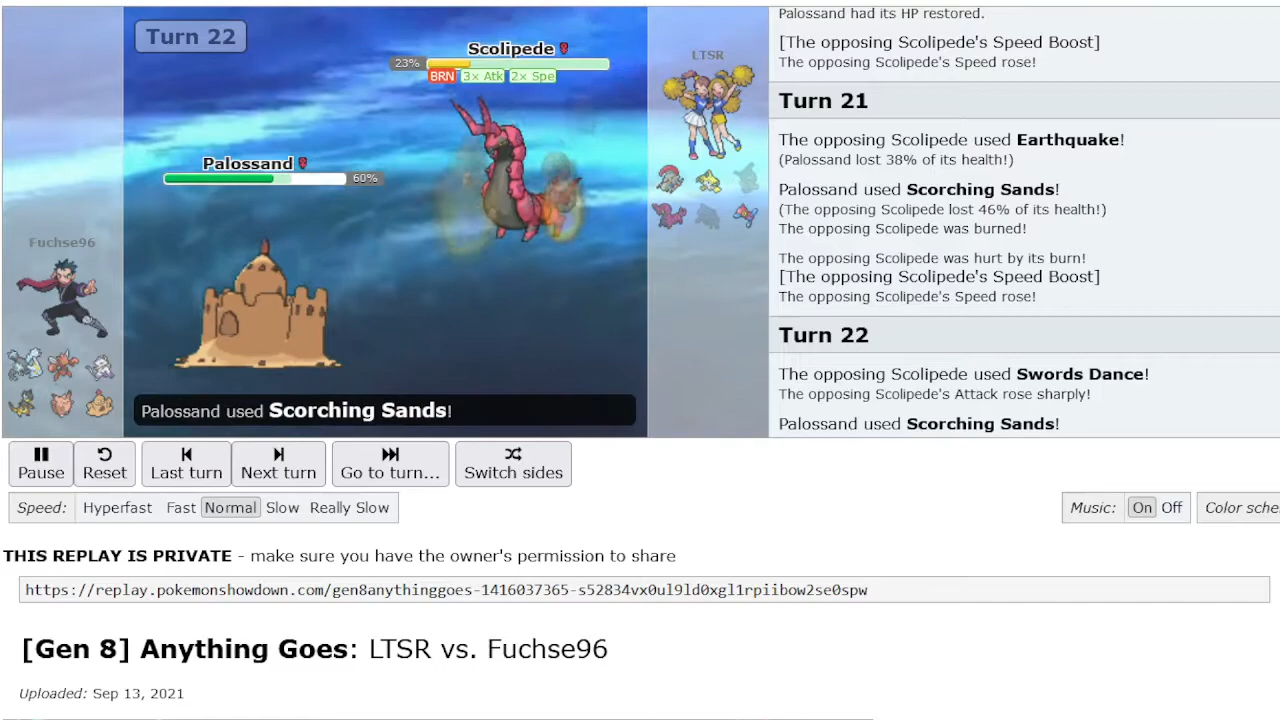 Turn 22
Scolipede
23%
BRN 3× Atk 2× Spe
Palossand
60%
Palossand used Scorching Sands!
Fuchse96
LTSR
Palossand had its HP restored.
[The opposing Scolipede's Speed Boost]
The opposing Scolipede's Speed rose!
Turn 21
The opposing Scolipede used Earthquake!
(Palossand lost 38% of its health!)
Palossand used Scorching Sands!
(The opposing Scolipede lost 46% of its health!)
The opposing Scolipede was burned!
The opposing Scolipede was hurt by its burn!
[The opposing Scolipede's Speed Boost]
The opposing Scolipede's Speed rose!
Turn 22
The opposing Scolipede used Swords Dance!
The opposing Scolipede's Attack rose sharply!
Palossand used Scorching Sands!
Pause Reset Last turn Next turn Go to turn... Switch sides
Speed: Hyperfast Fast Normal Slow Really Slow
Music: On Off Color sche
THIS REPLAY IS PRIVATE - make sure you have the owner's permission to share
https://replay.pokemonshowdown.com/gen8anythinggoes-1416037365-s52834vx0ul9ld0xgl1rpiibow2se0spw
[Gen 8] Anything Goes: LTSR vs. Fuchse96
Uploaded: Sep 13, 2021